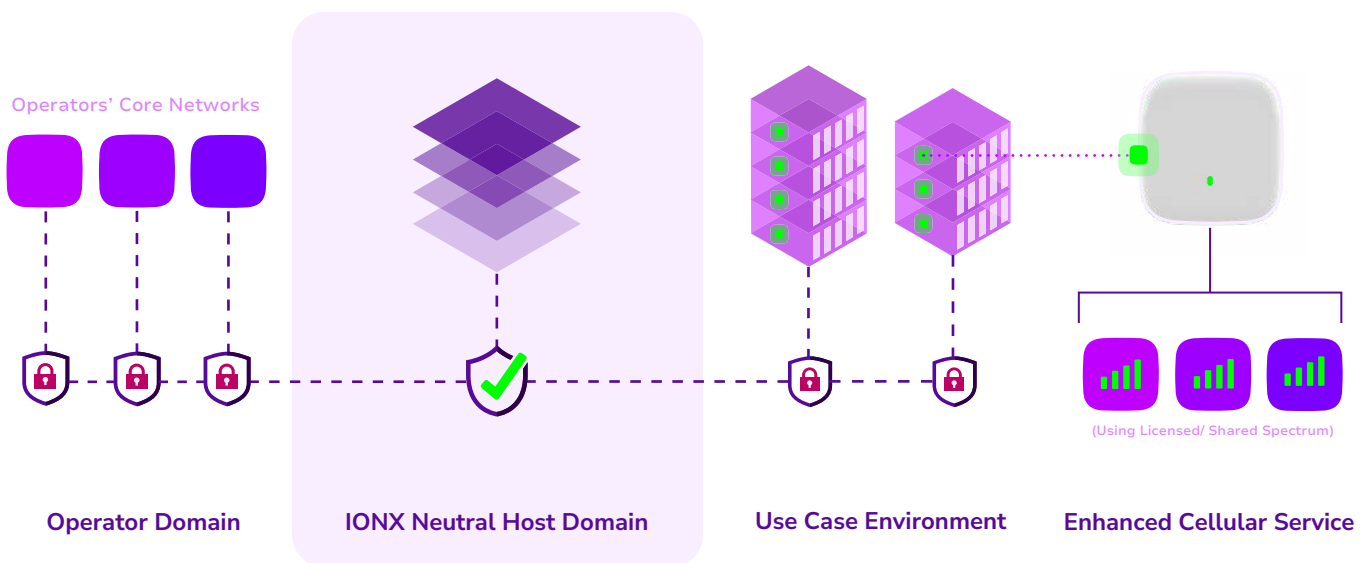 Operators’ Core Networks
(Using Licensed/ Shared Spectrum)
Operator Domain
IONX Neutral Host Domain
Use Case Environment
Enhanced Cellular Service